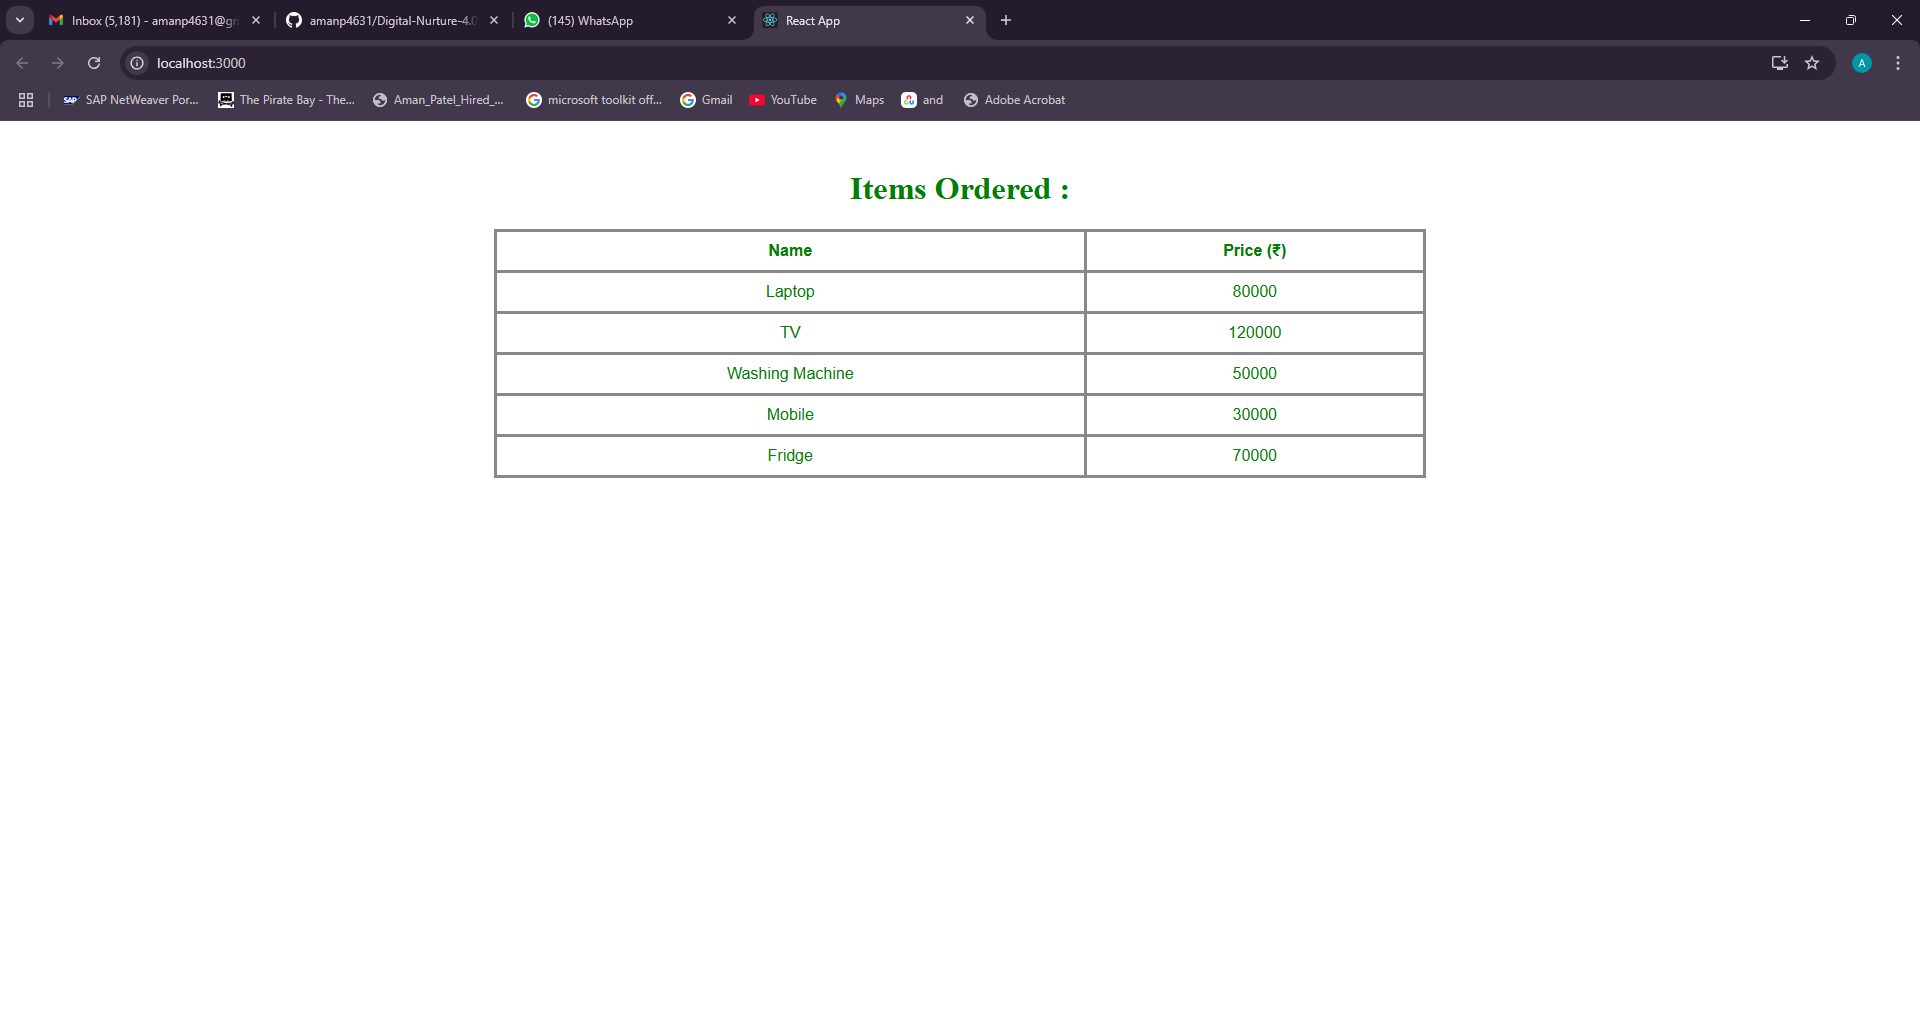 Inbox (5,181) - amanp4631@gm
amanp4631/Digital-Nurture-4.0
(145) WhatsApp
React App
localhost:3000
A
SAP NetWeaver Por...
The Pirate Bay - The...
Aman_Patel_Hired_...
microsoft toolkit off...
Gmail
YouTube
Maps
and
Adobe Acrobat
Items Ordered :
Name Price (₹)
Laptop 80000
TV 120000
Washing Machine 50000
Mobile 30000
Fridge 70000